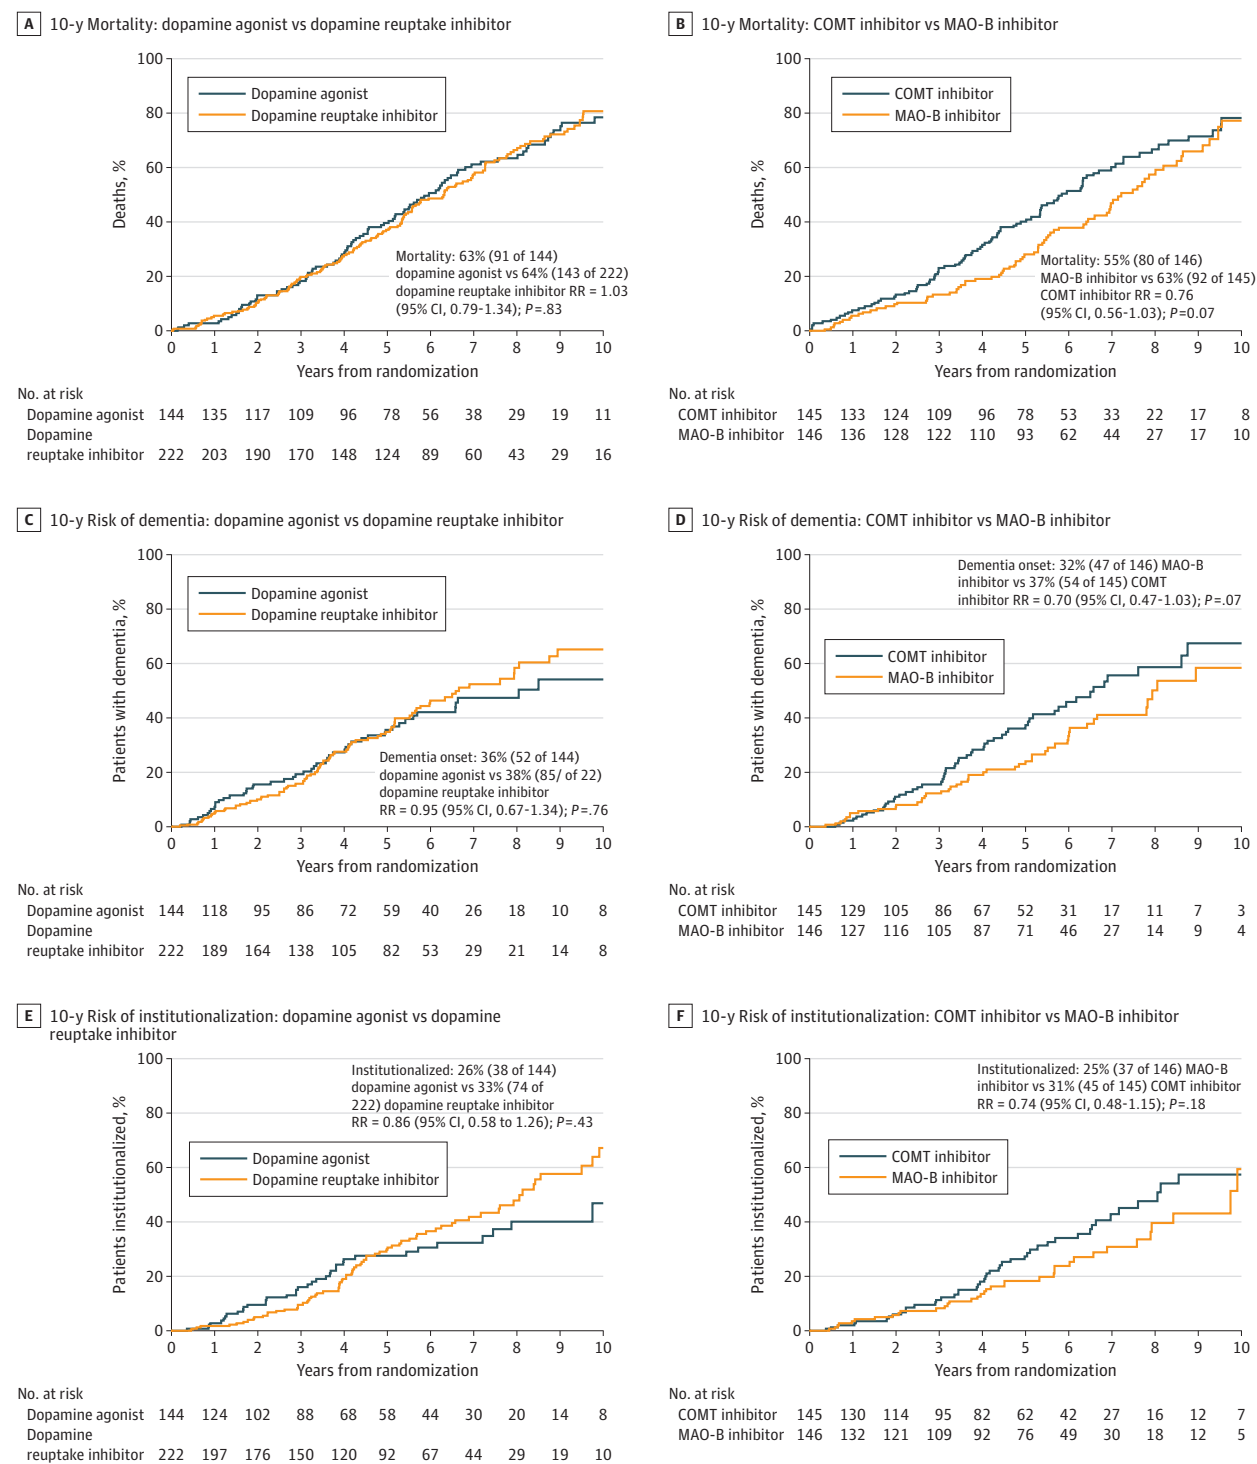 A 10-y Mortality: dopamine agonist vs dopamine reuptake inhibitor
100
80
60
40
20
0
Deaths, %
Dopamine agonist
Dopamine reuptake inhibitor
Mortality: 63% (91 of 144)
dopamine agonist vs 64% (143 of 222)
dopamine reuptake inhibitor RR = 1.03
(95% CI, 0.79-1.34); P=.83
0 1 2 3 4 5 6 7 8 9 10
Years from randomization
No. at risk
Dopamine agonist 144 135 117 109 96 78 56 38 29 19 11
Dopamine
reuptake inhibitor 222 203 190 170 148 124 89 60 43 29 16
B 10-y Mortality: COMT inhibitor vs MAO-B inhibitor
100
80
60
40
20
0
Deaths, %
COMT inhibitor
MAO-B inhibitor
Mortality: 55% (80 of 146)
MAO-B inhibitor vs 63% (92 of 145)
COMT inhibitor RR = 0.76
(95% CI, 0.56-1.03); P=0.07
0 1 2 3 4 5 6 7 8 9 10
Years from randomization
No. at risk
COMT inhibitor 145 133 124 109 96 78 53 33 22 17 8
MAO-B inhibitor 146 136 128 122 110 93 62 44 27 17 10
C 10-y Risk of dementia: dopamine agonist vs dopamine reuptake inhibitor
100
80
60
40
20
0
Patients with dementia, %
Dopamine agonist
Dopamine reuptake inhibitor
Dementia onset: 36% (52 of 144)
dopamine agonist vs 38% (85/ of 22)
dopamine reuptake inhibitor
RR = 0.95 (95% CI, 0.67-1.34); P=.76
0 1 2 3 4 5 6 7 8 9 10
Years from randomization
No. at risk
Dopamine agonist 144 118 95 86 72 59 40 26 18 10 8
Dopamine
reuptake inhibitor 222 189 164 138 105 82 53 29 21 14 8
D 10-y Risk of dementia: COMT inhibitor vs MAO-B inhibitor
100
80
60
40
20
0
Patients with dementia, %
Dementia onset: 32% (47 of 146) MAO-B
inhibitor vs 37% (54 of 145) COMT
inhibitor RR = 0.70 (95% CI, 0.47-1.03); P=.07
COMT inhibitor
MAO-B inhibitor
0 1 2 3 4 5 6 7 8 9 10
Years from randomization
No. at risk
COMT inhibitor 145 129 105 86 67 52 31 17 11 7 3
MAO-B inhibitor 146 127 116 105 87 71 46 27 14 9 4
E 10-y Risk of institutionalization: dopamine agonist vs dopamine
reuptake inhibitor
100
80
60
40
20
0
Patients institutionalized, %
Institutionalized: 26% (38 of 144)
dopamine agonist vs 33% (74 of
222) dopamine reuptake inhibitor
RR = 0.86 (95% CI, 0.58 to 1.26); P=.43
Dopamine agonist
Dopamine reuptake inhibitor
0 1 2 3 4 5 6 7 8 9 10
Years from randomization
No. at risk
Dopamine agonist 144 124 102 88 68 58 44 30 20 14 8
Dopamine
reuptake inhibitor 222 197 176 150 120 92 67 44 29 19 10
F 10-y Risk of institutionalization: COMT inhibitor vs MAO-B inhibitor
100
80
60
40
20
0
Patients institutionalized, %
Institutionalized: 25% (37 of 146) MAO-B
inhibitor vs 31% (45 of 145) COMT inhibitor
RR = 0.74 (95% CI, 0.48-1.15); P=.18
COMT inhibitor
MAO-B inhibitor
0 1 2 3 4 5 6 7 8 9 10
Years from randomization
No. at risk
COMT inhibitor 145 130 114 95 82 62 42 27 16 12 7
MAO-B inhibitor 146 132 121 109 92 76 49 30 18 12 5